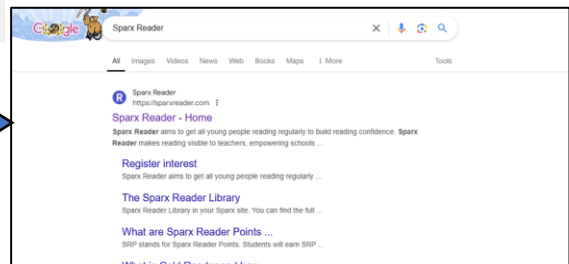 Google
Sparx Reader
All Images Videos News Web Books Maps More Tools
R
Sparx Reader
https://sparxreader.com
Sparx Reader - Home
Sparx Reader aims to get all young people reading regularly to build reading confidence. Sparx
Reader makes reading visible to teachers, empowering schools ...
Register interest
Sparx Reader aims to get all young people reading regularly ...
The Sparx Reader Library
Sparx Reader Library in your Sparx site. You can find the full ...
What are Sparx Reader Points ...
SRP stands for Sparx Reader Points. Students will earn SRP ...